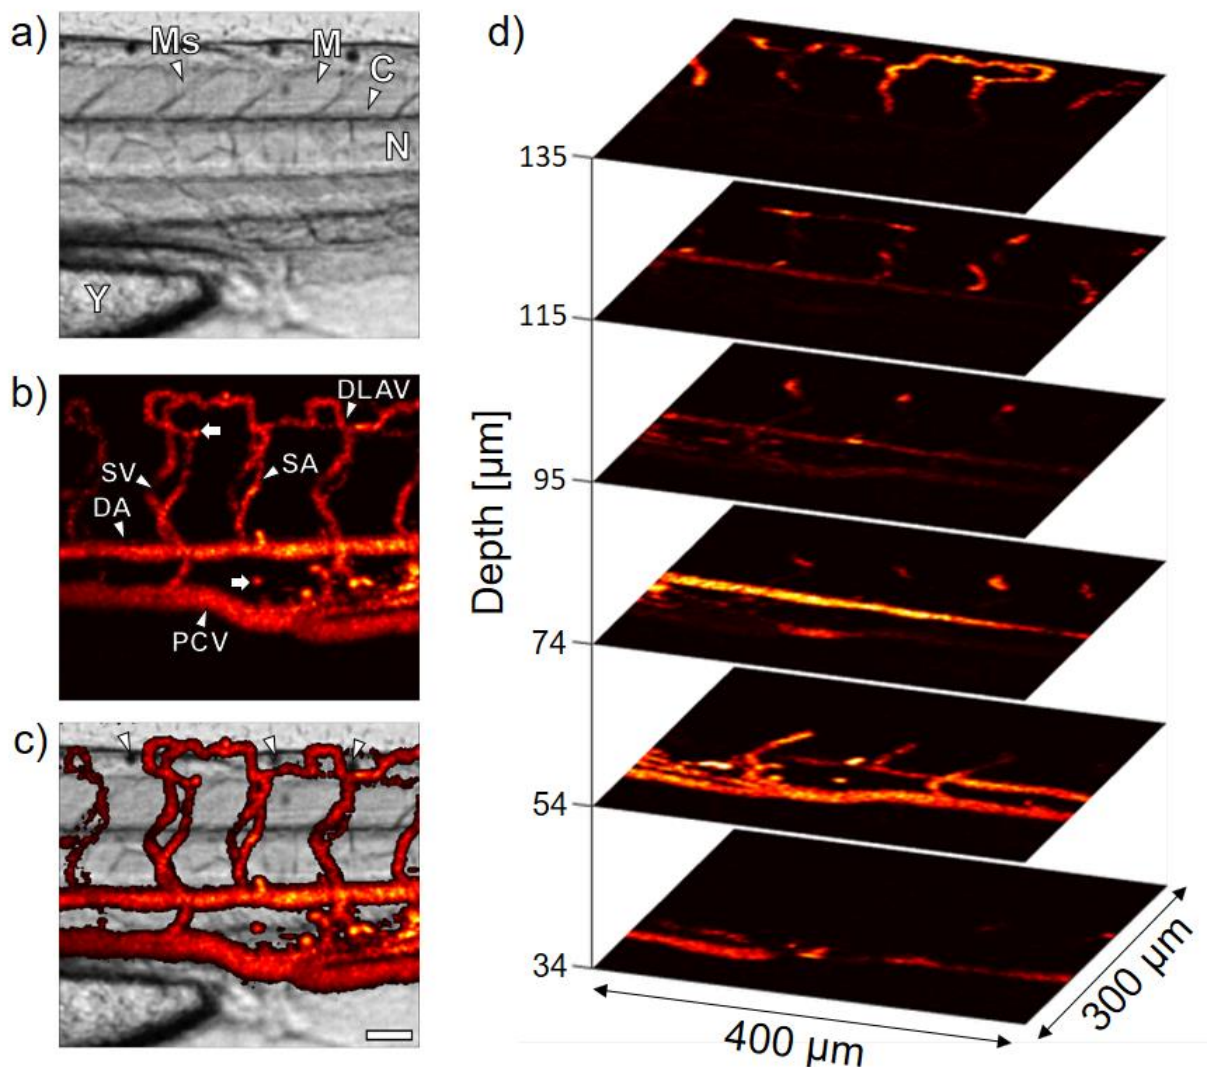 a)
Ms
M
C
N
Y
b)
DLAV
SV
SA
DA
PCV
c)
d)
135
115
95
74
54
34
Depth [µm]
400 µm
300 µm